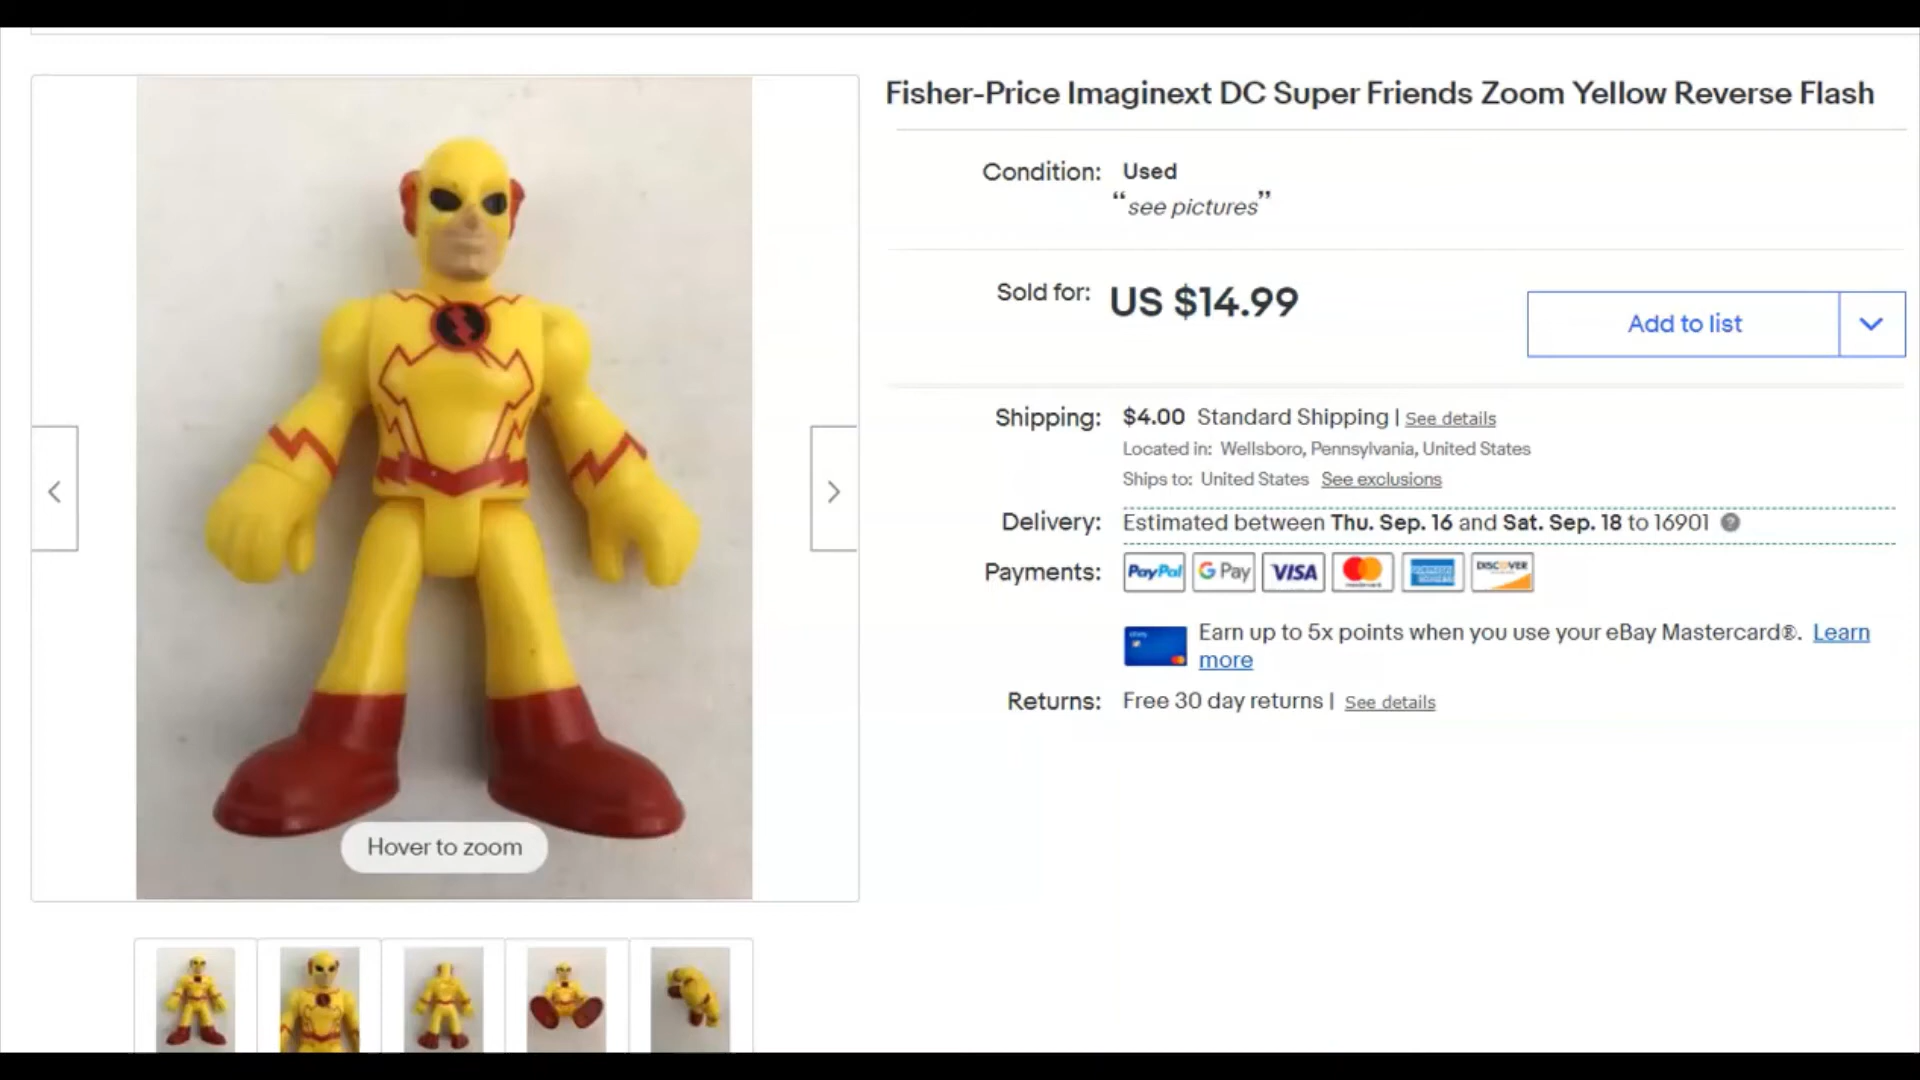 Fisher-Price Imaginext DC Super Friends Zoom Yellow Reverse Flash
Condition: Used
“see pictures”
Sold for: US $14.99
Add to list
Shipping: $4.00 Standard Shipping | See details
Located in: Wellsboro, Pennsylvania, United States
Ships to: United States See exclusions
Delivery: Estimated between Thu. Sep. 16 and Sat. Sep. 18 to 16901 ?
Payments: PayPal G Pay VISA DISCOVER
Earn up to 5x points when you use your eBay Mastercard®. Learn
more
Returns: Free 30 day returns | See details
Hover to zoom